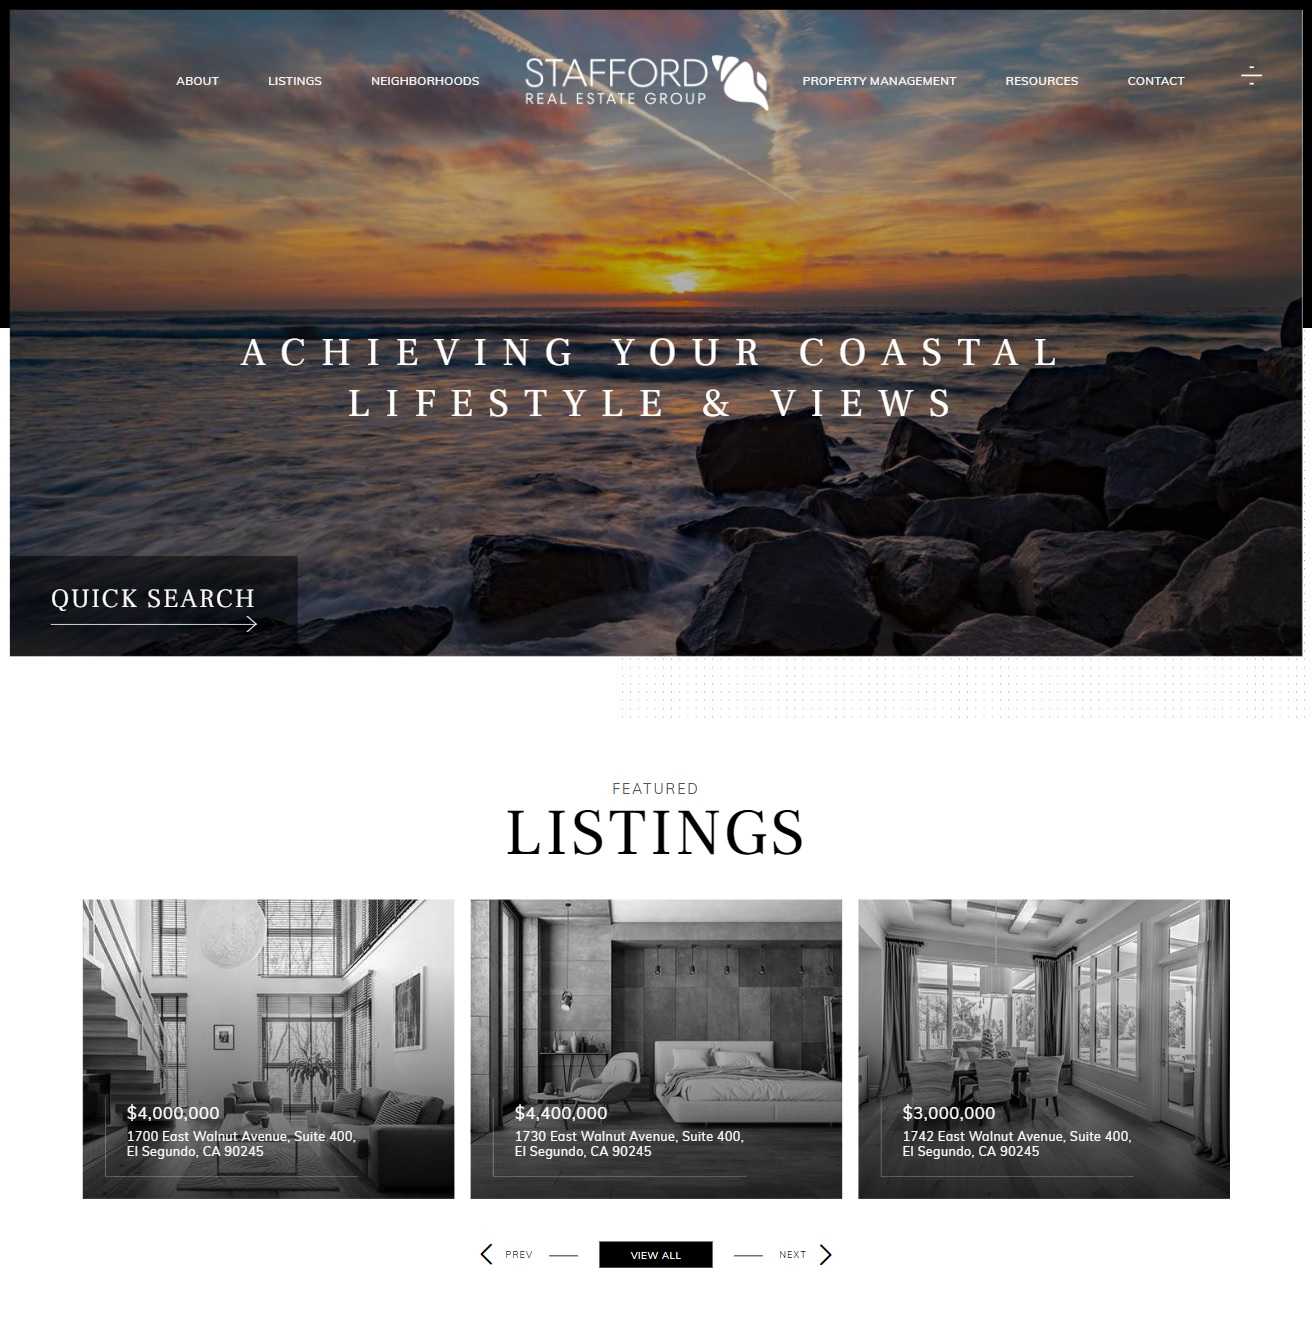 ABOUT
LISTINGS
NEIGHBORHOODS
STAFFORD
REAL ESTATE GROUP
PROPERTY MANAGEMENT
RESOURCES
CONTACT
ACHIEVING YOUR COASTAL
LIFESTYLE & VIEWS
QUICK SEARCH
FEATURED
LISTINGS
$4,000,000
1700 East Walnut Avenue, Suite 400,
El Segundo, CA 90245
$4,400,000
1730 East Walnut Avenue, Suite 400,
El Segundo, CA 90245
$3,000,000
1742 East Walnut Avenue, Suite 400,
El Segundo, CA 90245
PREV
VIEW ALL
NEXT